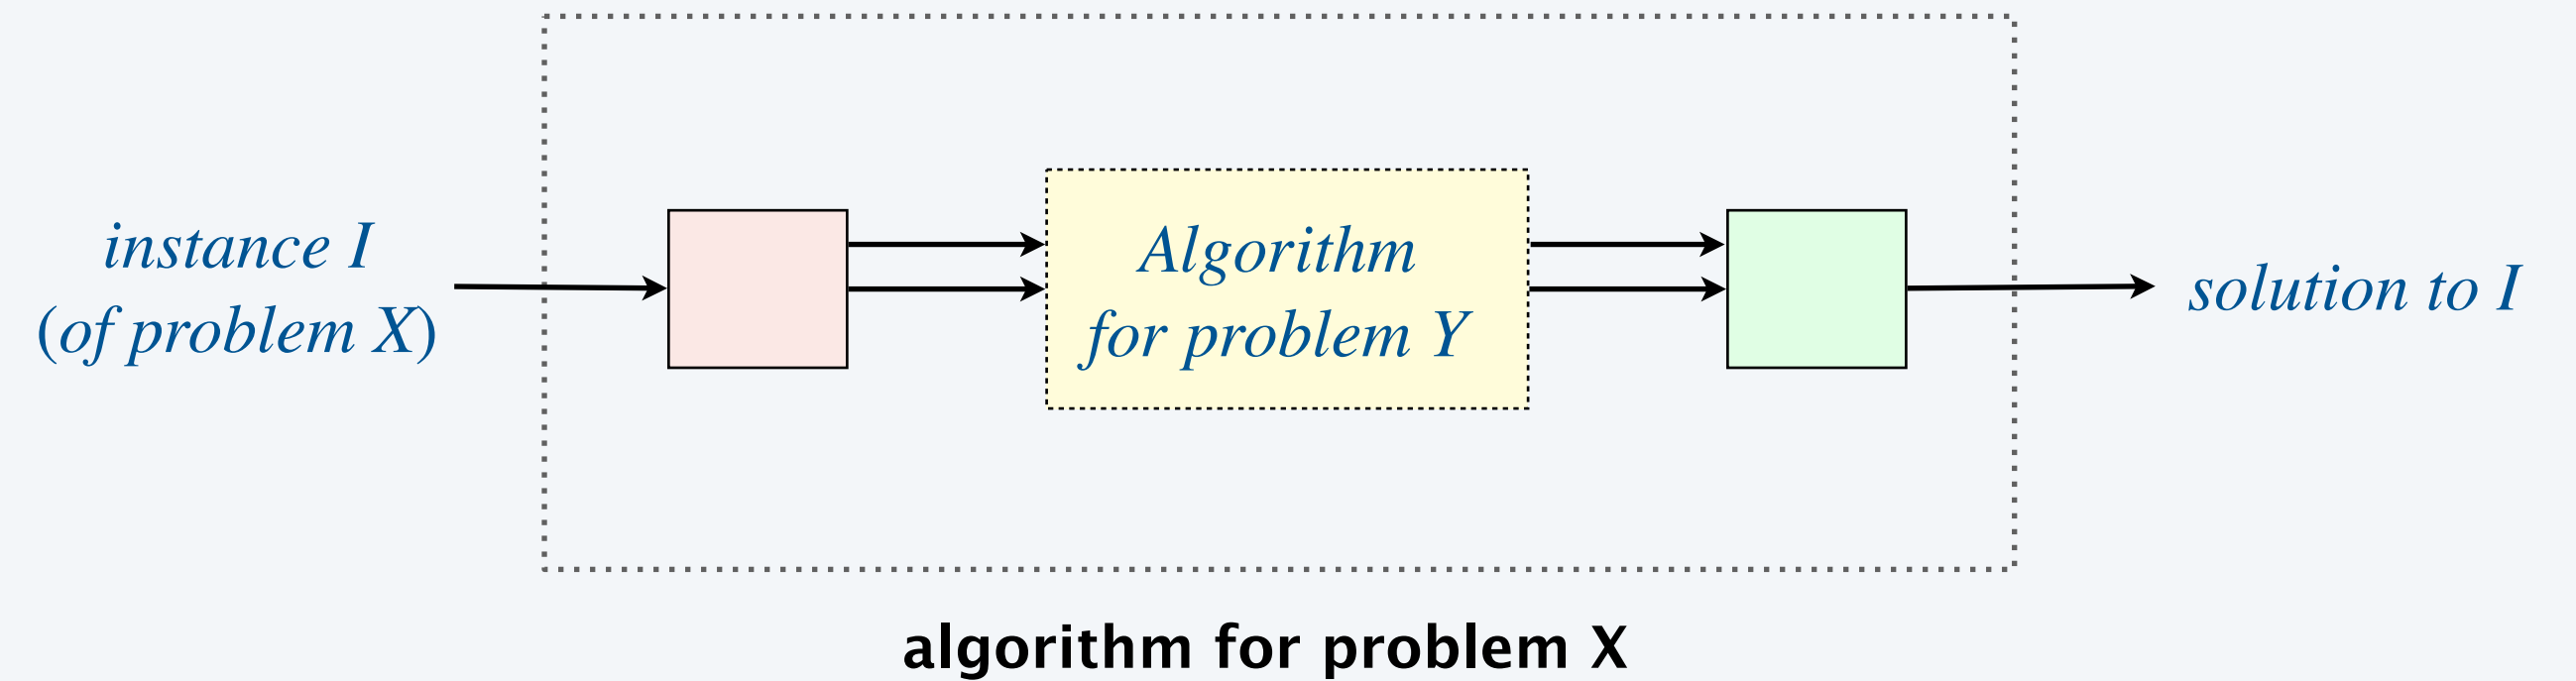 instance I
(of problem X)
Algorithm
for problem Y
solution to I
algorithm for problem X